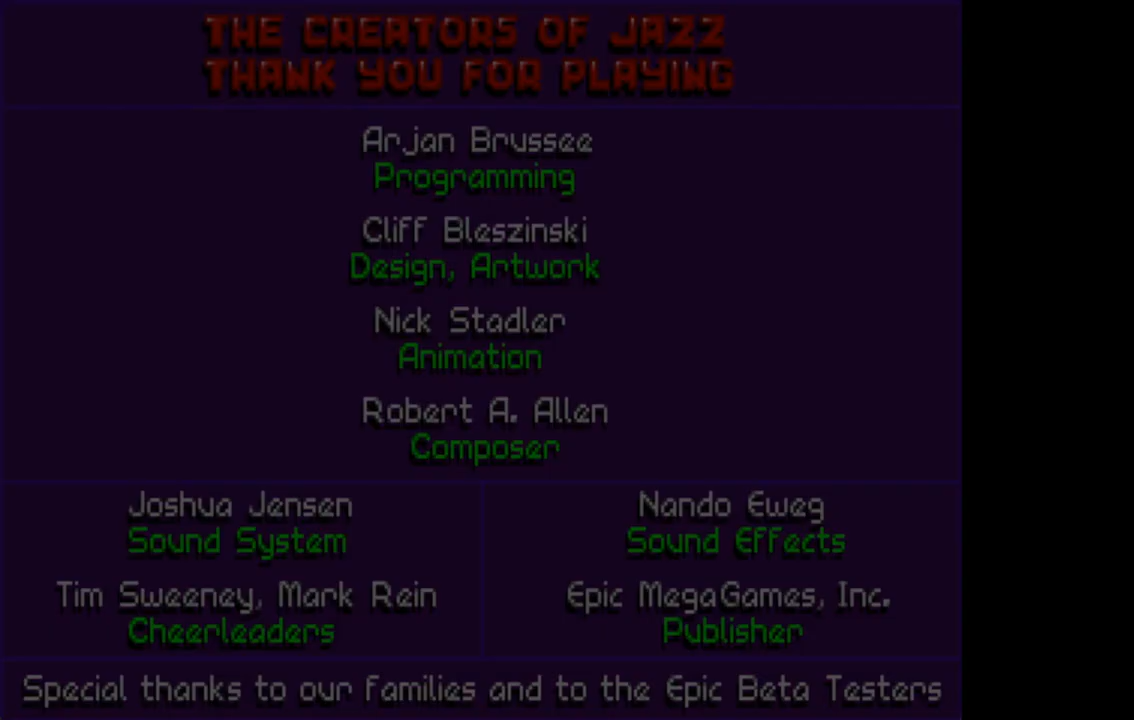 THE CREATORS OF JAZZ
THANK YOU FOR PLAYING
Arjan Brussee
Programming
Cliff Bleszinski
Design, Artwork
Nick Stadler
Animation
Robert A. Allen
Composer
Joshua Jensen
Sound System
Nando Eweg
Sound Effects
Tim Sweeney, Mark Rein
Cheerleaders
Epic MegaGames, Inc.
Publisher
Special thanks to our families and to the Epic Beta Testers